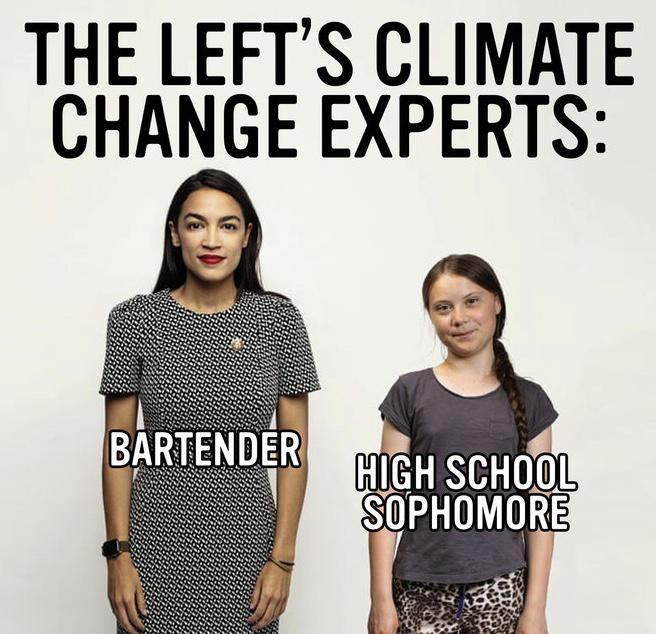 THE LEFT'S CLIMATE
CHANGE EXPERTS:
BARTENDER
HIGH SCHOOL
SOPHOMORE